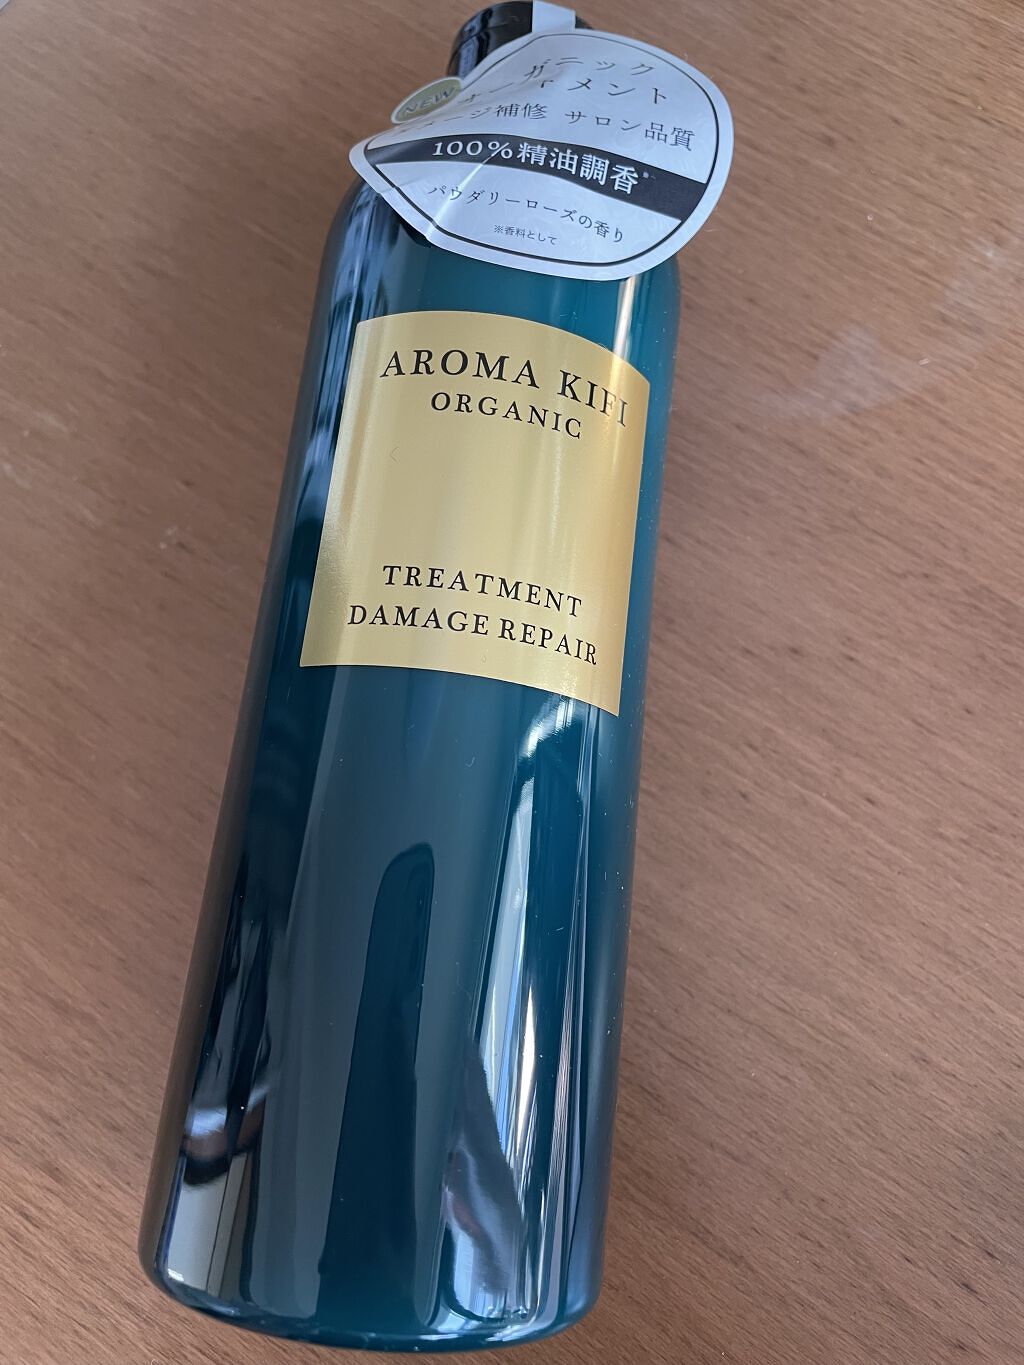 NEW
ガニック
トメント
ージ補修 サロン品質
100%精油調香※
パウダリーローズの香り
※香料として
AROMA KIFI
ORGANIC
TREATMENT
DAMAGE REPAIR